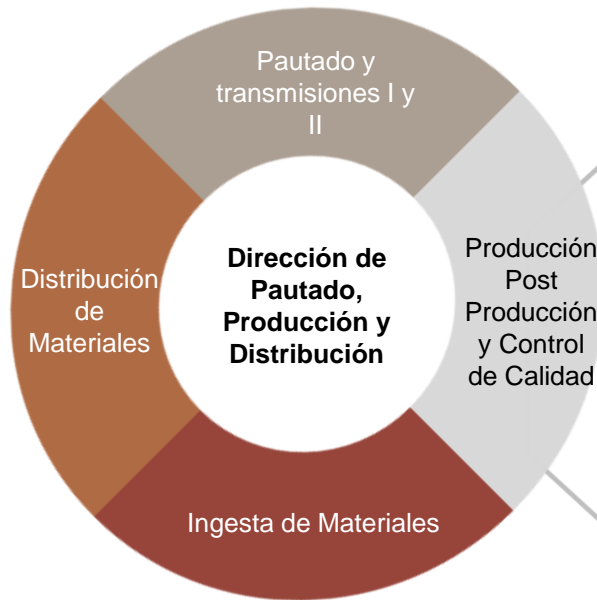 Pautado y
transmisiones I y
II
Distribución
de
Materiales
Dirección de
Pautado,
Producción y
Distribución
Producción
Post
Producción
y Control
de Calidad
Ingesta de Materiales